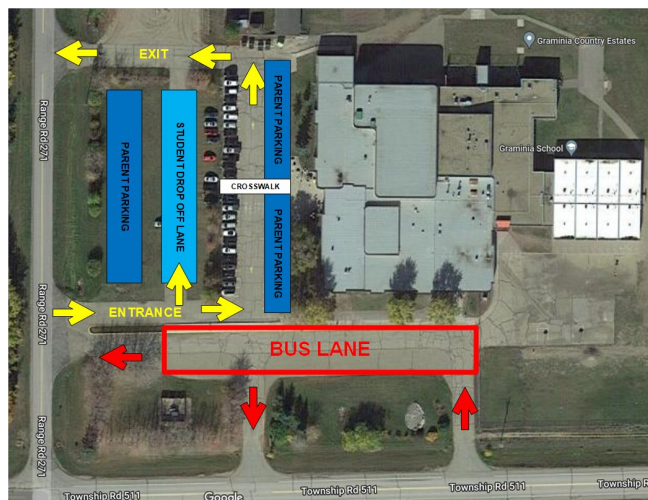 EXIT
Graminia Country Estates
Range Rd 271
PARENT PARKING
STUDENT DROP OFF LANE
PARENT PARKING
Graminia School
CROSSWALK
PARENT PARKING
Range Rd 271
ENTRANCE
BUS LANE
Range Rd 271
Township Rd 511
Google
Township Rd 511
Township Rd 511
Township R